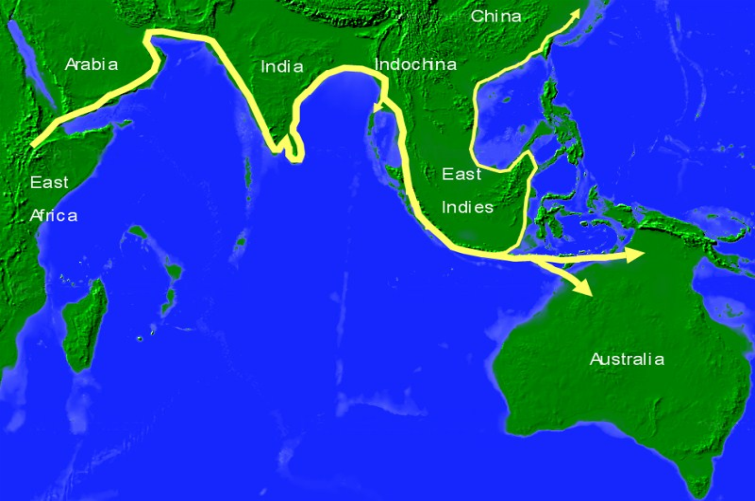 China
Arabia
India
Indochina
East
Indies
East
Africa
Australia